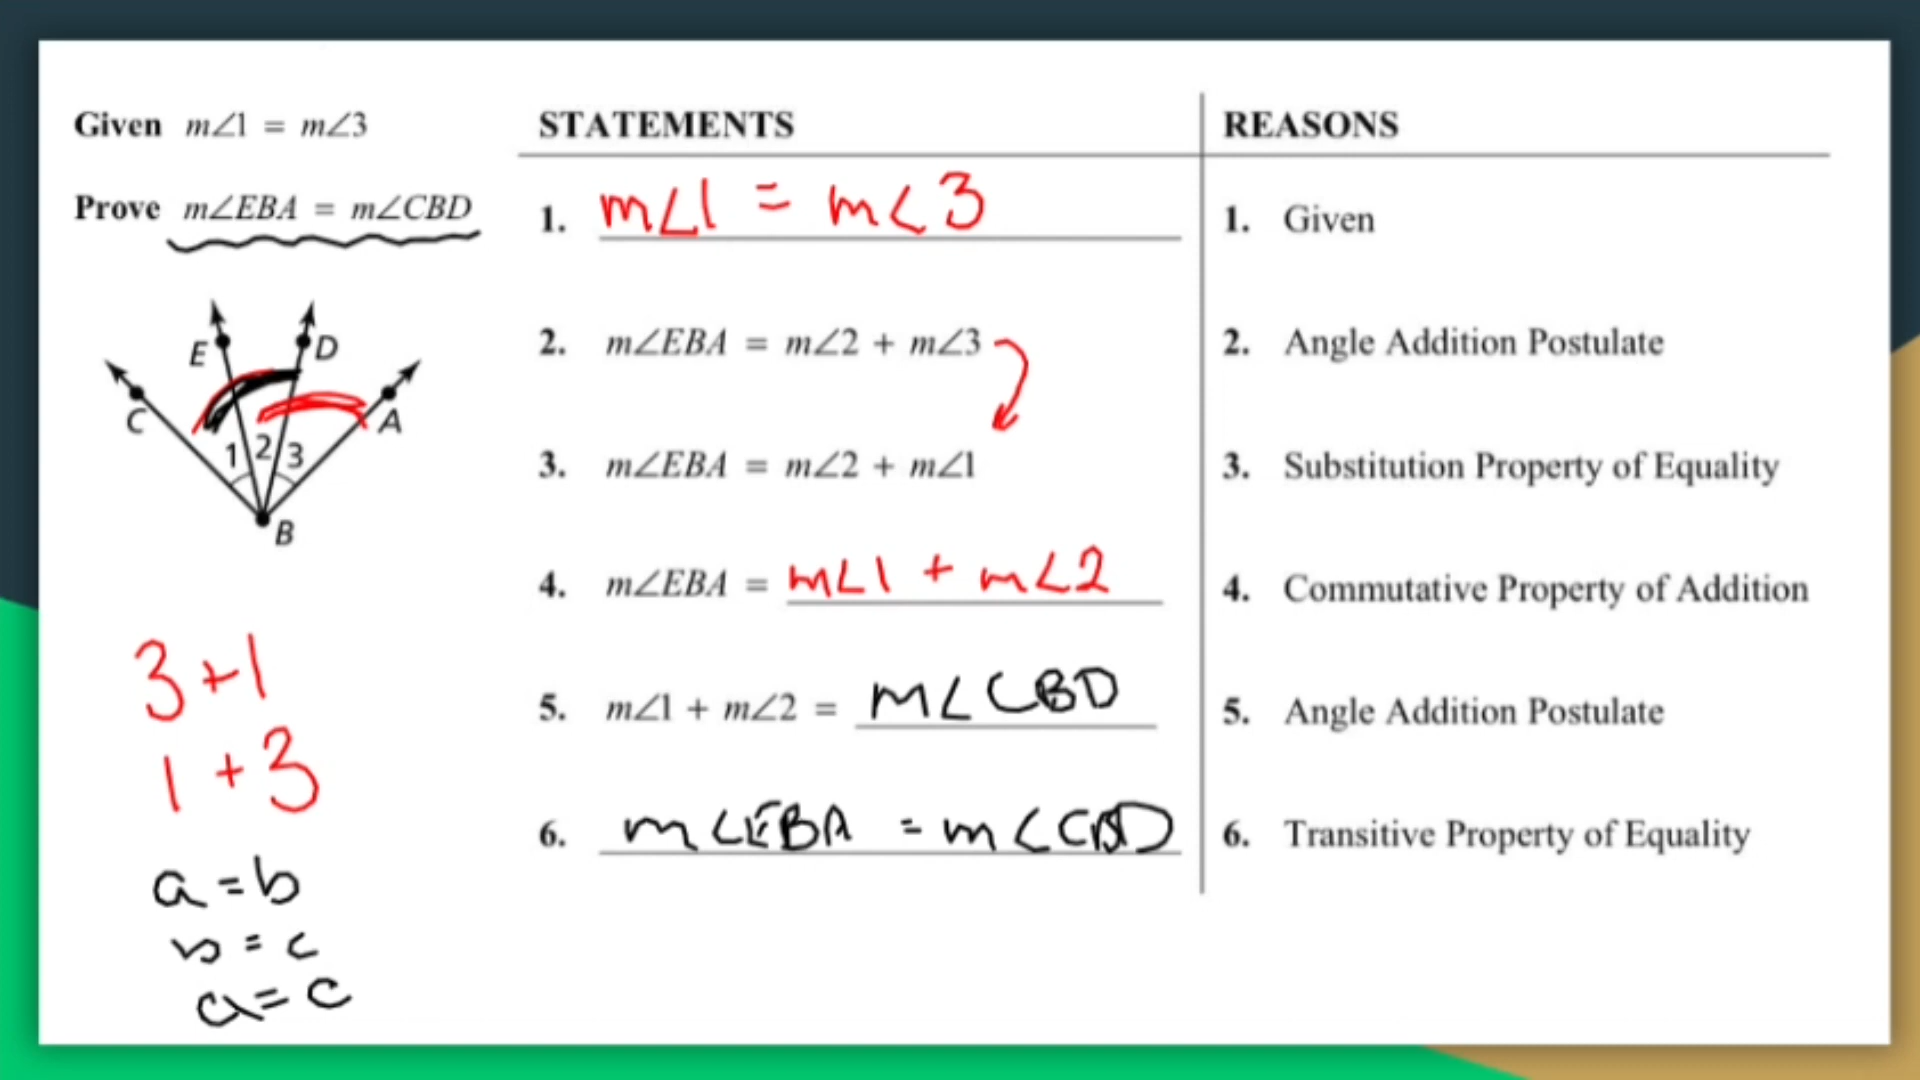 Given m∠1 = m∠3
Prove m∠EBA = m∠CBD
E
D
C
A
1 2 3
B
3+1
1+3
a=b
b=c
a=c
STATEMENTS REASONS
1. m∠1 = m∠3 1. Given
2. m∠EBA = m∠2 + m∠3 2. Angle Addition Postulate
3. m∠EBA = m∠2 + m∠1 3. Substitution Property of Equality
4. m∠EBA = m∠1 + m∠2 4. Commutative Property of Addition
5. m∠1 + m∠2 = m∠CBD 5. Angle Addition Postulate
6. m∠EBA = m∠CBD 6. Transitive Property of Equality